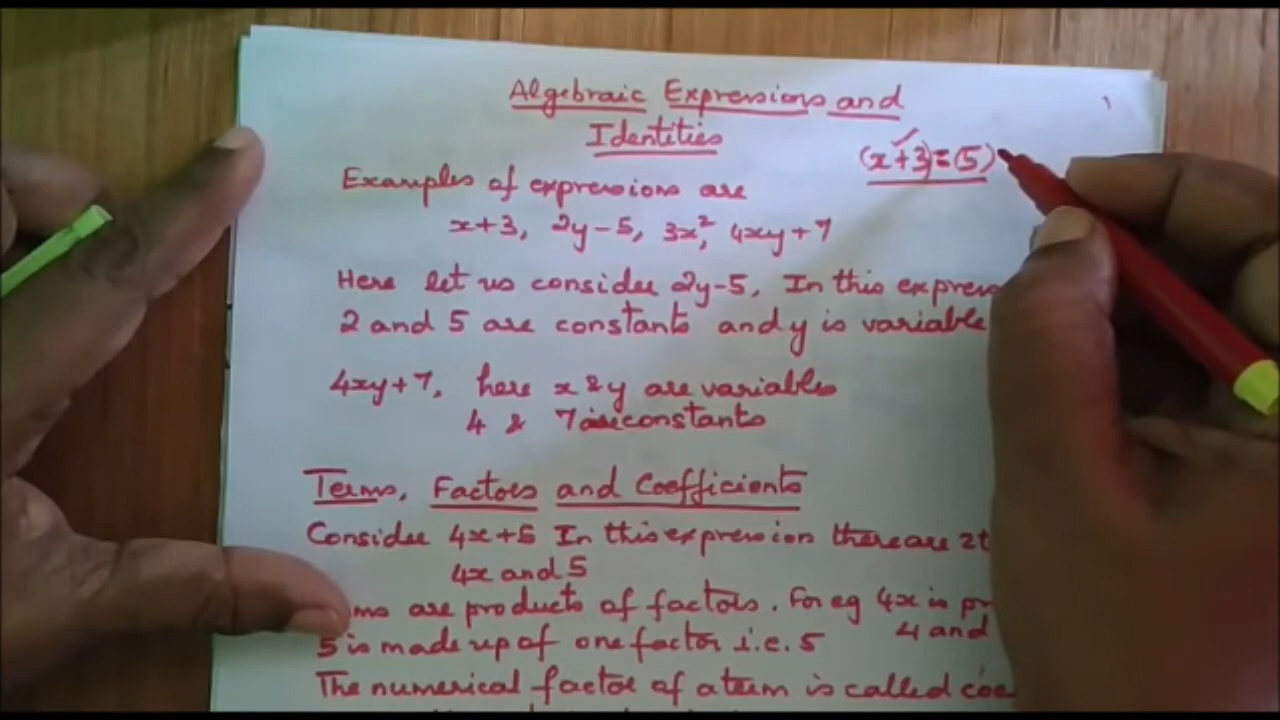 Algebraic Expressions and
Identities
(x+3)=(5)
Examples of expressions are
x+3, 2y-5, 3x², 4xy+7
Here let us consider 2y-5, In this
2 and 5 are constants and y is variable
4xy+7, here x & y are variables
4 & 7 are constants
Terms, Factors and Coefficients
Consider 4x+5 In this expression there are 2
4x and 5
are products of factors. For eg 4x is
4 and
5 is made up of one factor i.e. 5
The numerical factor of a term is called